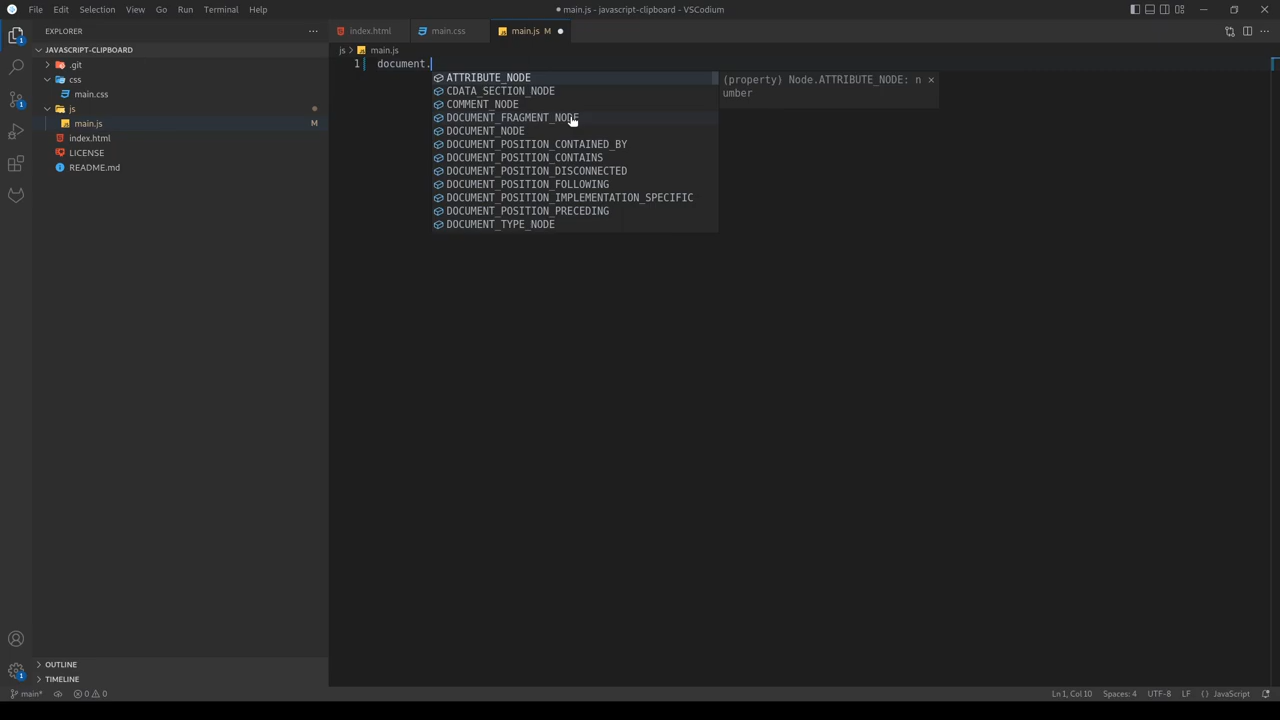 File Edit Selection View Go Run Terminal Help
● main.js - javascript-clipboard - VSCodium
EXPLORER
JAVASCRIPT-CLIPBOARD
.git
css
main.css
js
main.js M
index.html
LICENSE
README.md
OUTLINE
TIMELINE
index.html
main.css
main.js M
js > main.js
1 document.
ATTRIBUTE_NODE
CDATA_SECTION_NODE
COMMENT_NODE
DOCUMENT_FRAGMENT_NODE
DOCUMENT_NODE
DOCUMENT_POSITION_CONTAINED_BY
DOCUMENT_POSITION_CONTAINS
DOCUMENT_POSITION_DISCONNECTED
DOCUMENT_POSITION_FOLLOWING
DOCUMENT_POSITION_IMPLEMENTATION_SPECIFIC
DOCUMENT_POSITION_PRECEDING
DOCUMENT_TYPE_NODE
(property) Node.ATTRIBUTE_NODE: n
umber
1
1
1
main* 0 0
Ln 1, Col 10 Spaces: 4 UTF-8 LF {} JavaScript